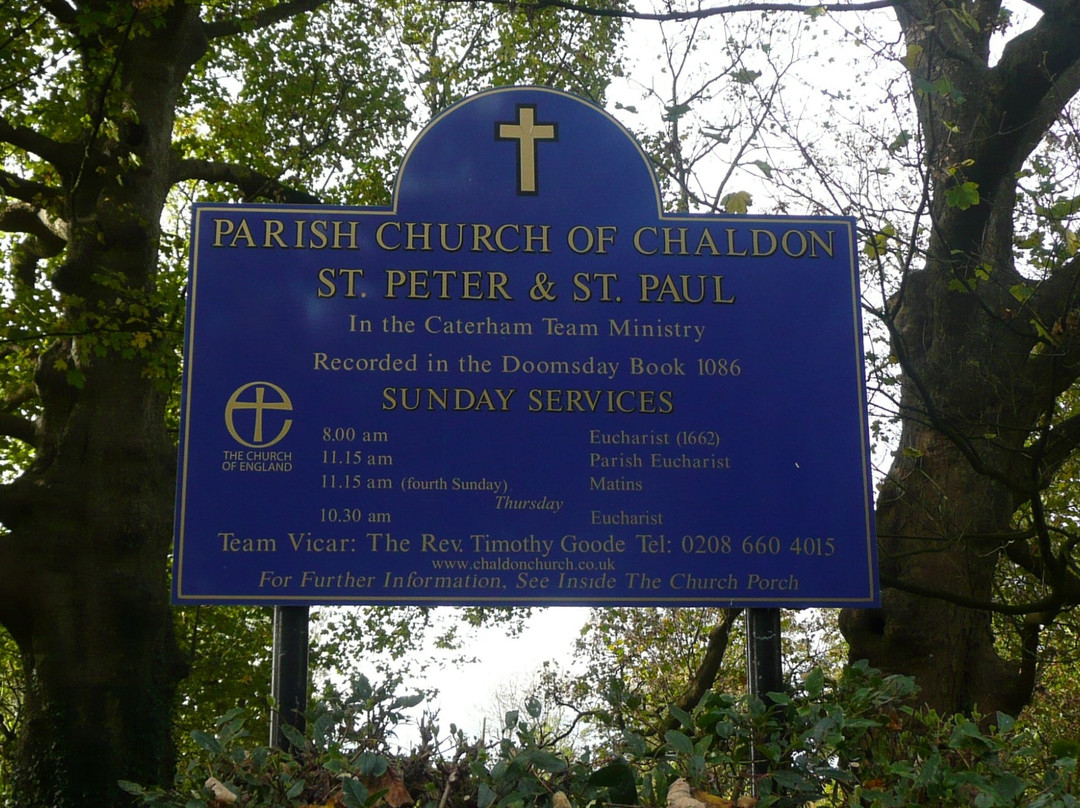 PARISH CHURCH OF CHALDON
ST. PETER & ST. PAUL
In the Caterham Team Ministry
Recorded in the Doomsday Book 1086
SUNDAY SERVICES
THE CHURCH
OF ENGLAND
8.00 am Eucharist (1662)
11.15 am Parish Eucharist
11.15 am (fourth Sunday) Matins
Thursday
10.30 am Eucharist
Team Vicar: The Rev. Timothy Goode Tel: 0208 660 4015
www.chaldonchurch.co.uk
For Further Information, See Inside The Church Porch